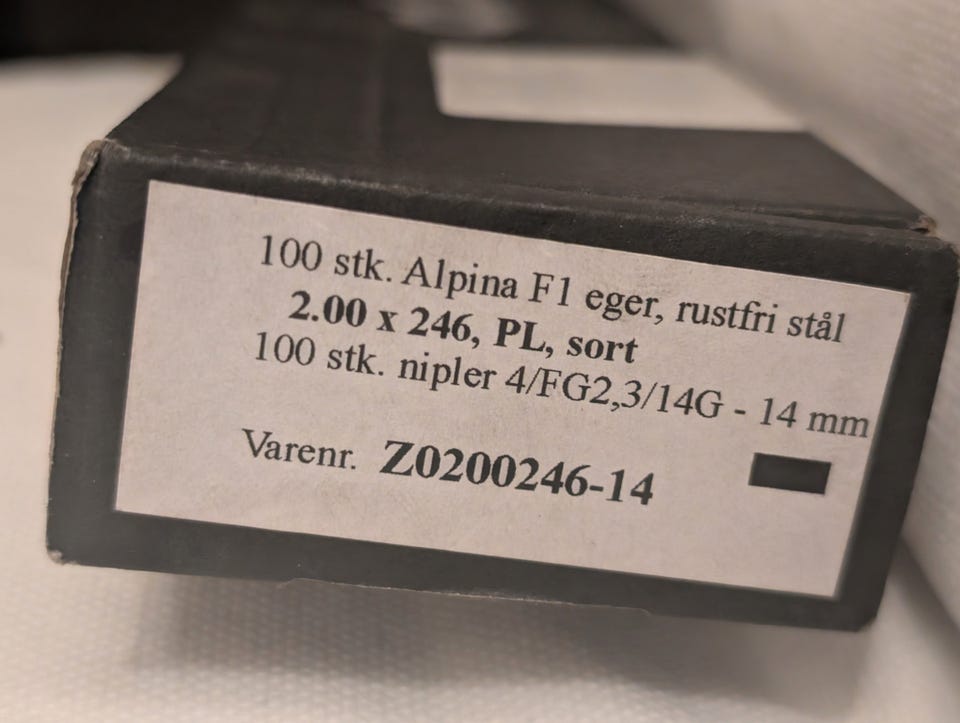 100 stk. Alpina F1 eger, rustfri stål
2.00 x 246, PL, sort
100 stk. nipler 4/FG2,3/14G - 14 mm
Varenr. Z0200246-14